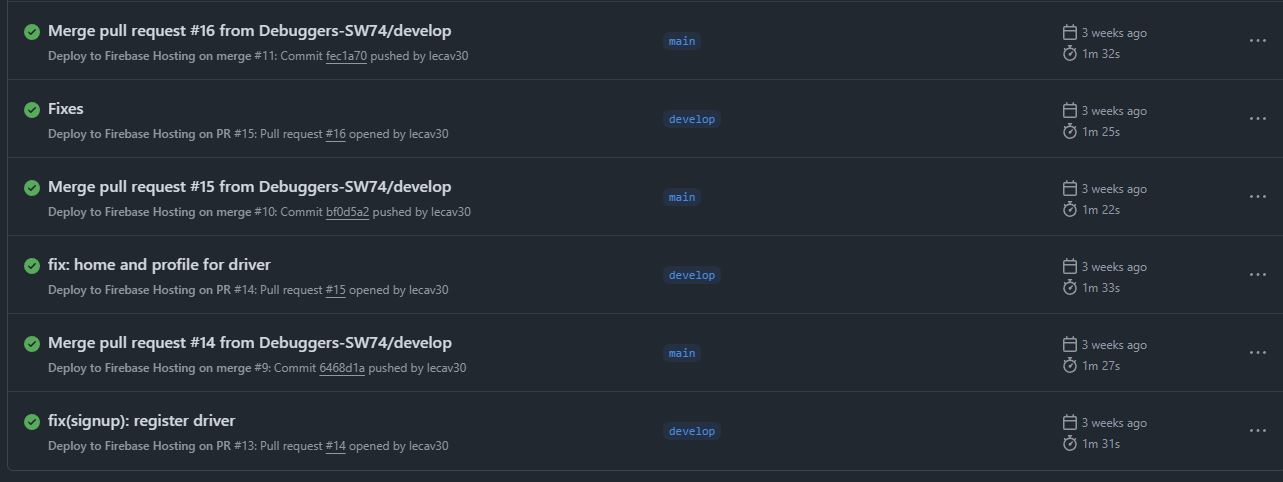 Merge pull request #16 from Debuggers-SW74/develop
main
3 weeks ago
Deploy to Firebase Hosting on merge #11: Commit fec1a70 pushed by lecav30
1m 32s
Fixes
develop
3 weeks ago
Deploy to Firebase Hosting on PR #15: Pull request #16 opened by lecav30
1m 25s
Merge pull request #15 from Debuggers-SW74/develop
main
3 weeks ago
Deploy to Firebase Hosting on merge #10: Commit bf0d5a2 pushed by lecav30
1m 22s
fix: home and profile for driver
develop
3 weeks ago
Deploy to Firebase Hosting on PR #14: Pull request #15 opened by lecav30
1m 33s
Merge pull request #14 from Debuggers-SW74/develop
main
3 weeks ago
Deploy to Firebase Hosting on merge #9: Commit 6468d1a pushed by lecav30
1m 27s
fix(signup): register driver
develop
3 weeks ago
Deploy to Firebase Hosting on PR #13: Pull request #14 opened by lecav30
1m 31s